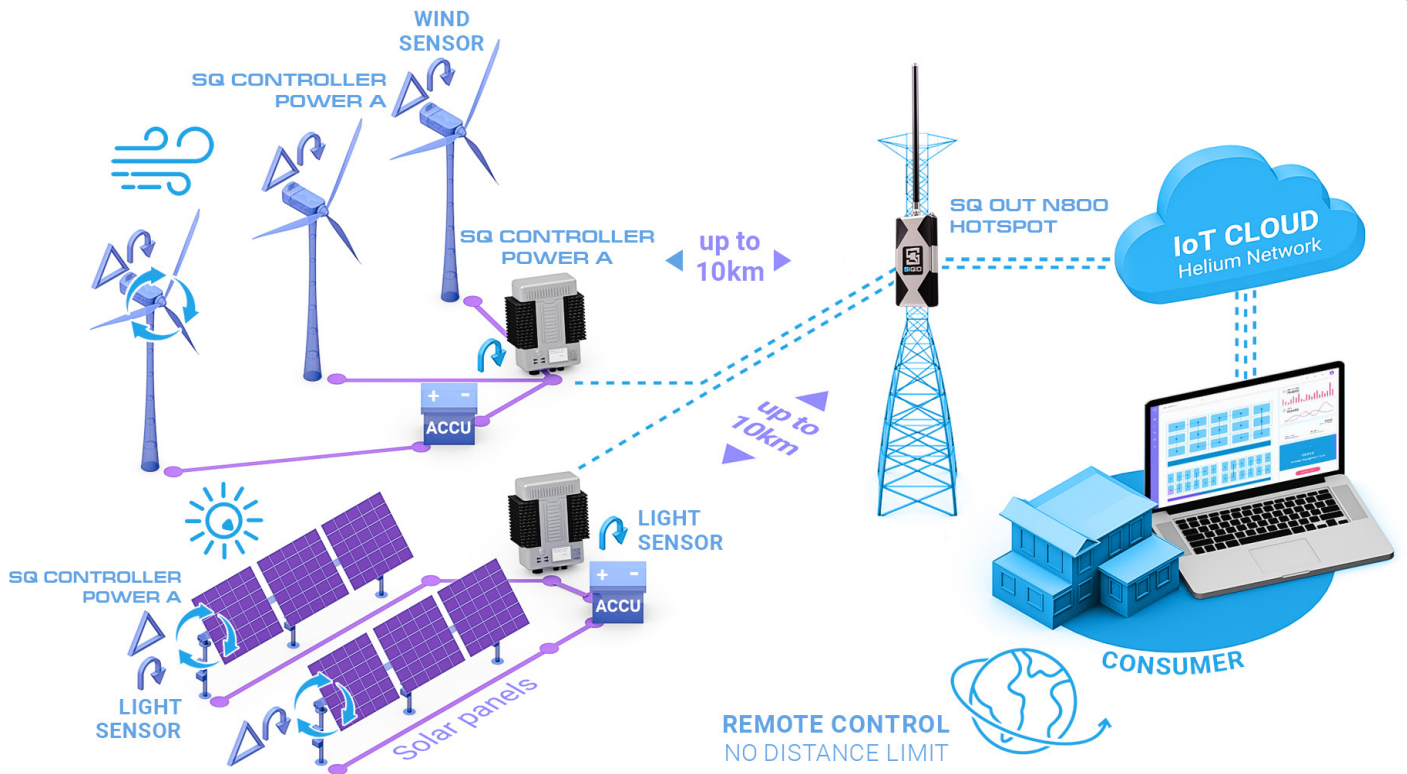 WIND
SENSOR
SQ CONTROLLER
POWER A
SQ CONTROLLER
POWER A
up to
10km
SQ OUT N800
HOTSPOT
SIQIO
IoT CLOUD
Helium Network
+ -
ACCU
up to
10km
LIGHT
SENSOR
+ -
ACCU
SQ CONTROLLER
POWER A
LIGHT
SENSOR
Solar panels
CONSUMER
REMOTE CONTROL
NO DISTANCE LIMIT